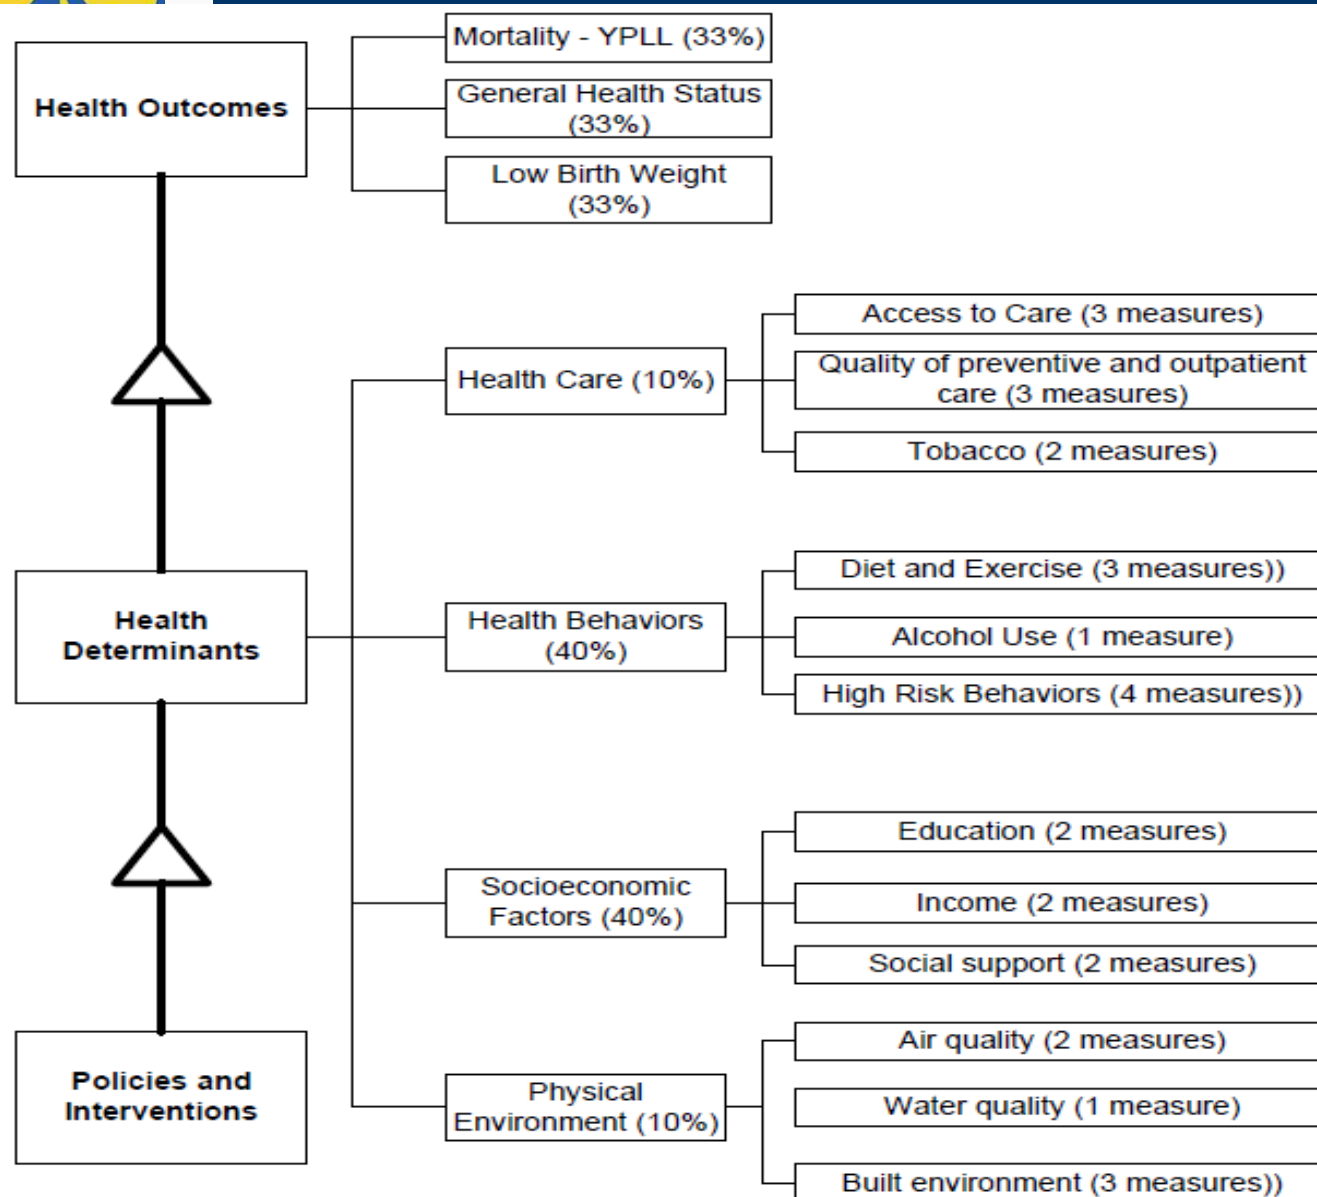 Mortality - YPLL (33%)
Health Outcomes
General Health Status
(33%)
Low Birth Weight
(33%)
Access to Care (3 measures)
Health Care (10%)
Quality of preventive and outpatient
care (3 measures)
Tobacco (2 measures)
Health
Determinants
Health Behaviors
(40%)
Diet and Exercise (3 measures))
Alcohol Use (1 measure)
High Risk Behaviors (4 measures))
Socioeconomic
Factors (40%)
Education (2 measures)
Income (2 measures)
Social support (2 measures)
Policies and
Interventions
Physical
Environment (10%)
Air quality (2 measures)
Water quality (1 measure)
Built environment (3 measures))